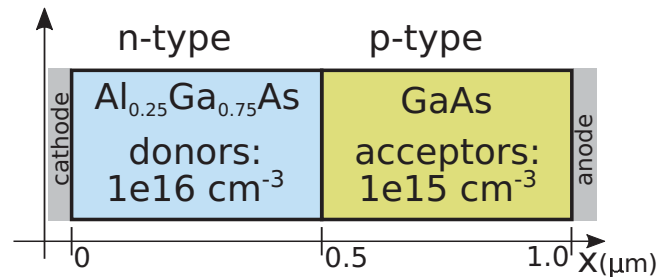 n-type p-type
cathode
Al0.25Ga0.75As
donors:
1e16 cm-3
GaAs
acceptors:
1e15 cm-3
anode
0 0.5 1.0 x(μm)